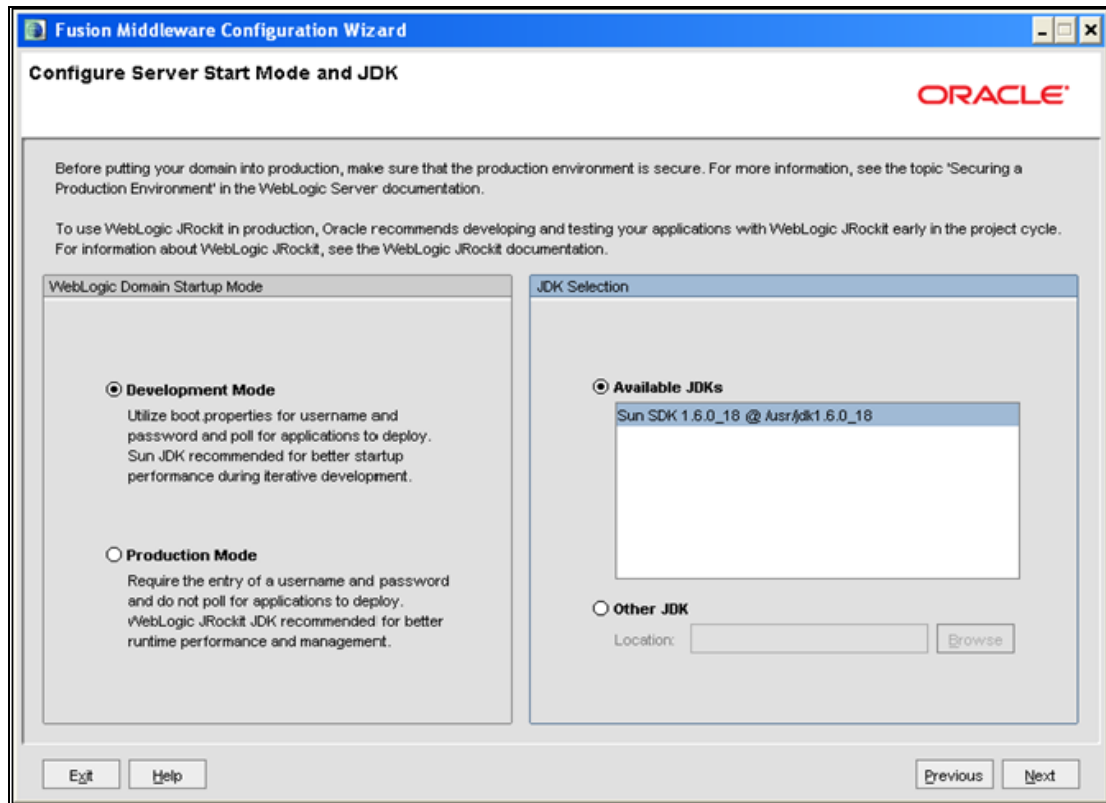 Fusion Middleware Configuration Wizard
Configure Server Start Mode and JDK
ORACLE
Before putting your domain into production, make sure that the production environment is secure. For more information, see the topic 'Securing a
Production Environment' in the WebLogic Server documentation.
To use WebLogic JRockit in production, Oracle recommends developing and testing your applications with WebLogic JRockit early in the project cycle.
For information about WebLogic JRockit, see the WebLogic JRockit documentation.
WebLogic Domain Startup Mode
Development Mode
Utilize boot.properties for username and
password and poll for applications to deploy.
Sun JDK recommended for better startup
performance during iterative development.
Production Mode
Require the entry of a username and password
and do not poll for applications to deploy.
WebLogic JRockit JDK recommended for better
runtime performance and management.
JDK Selection
Available JDKs
Sun SDK 1.6.0_18 @ /usr/jdk1.6.0_18
Other JDK
Location:
Browse
Exit
Help
Previous
Next